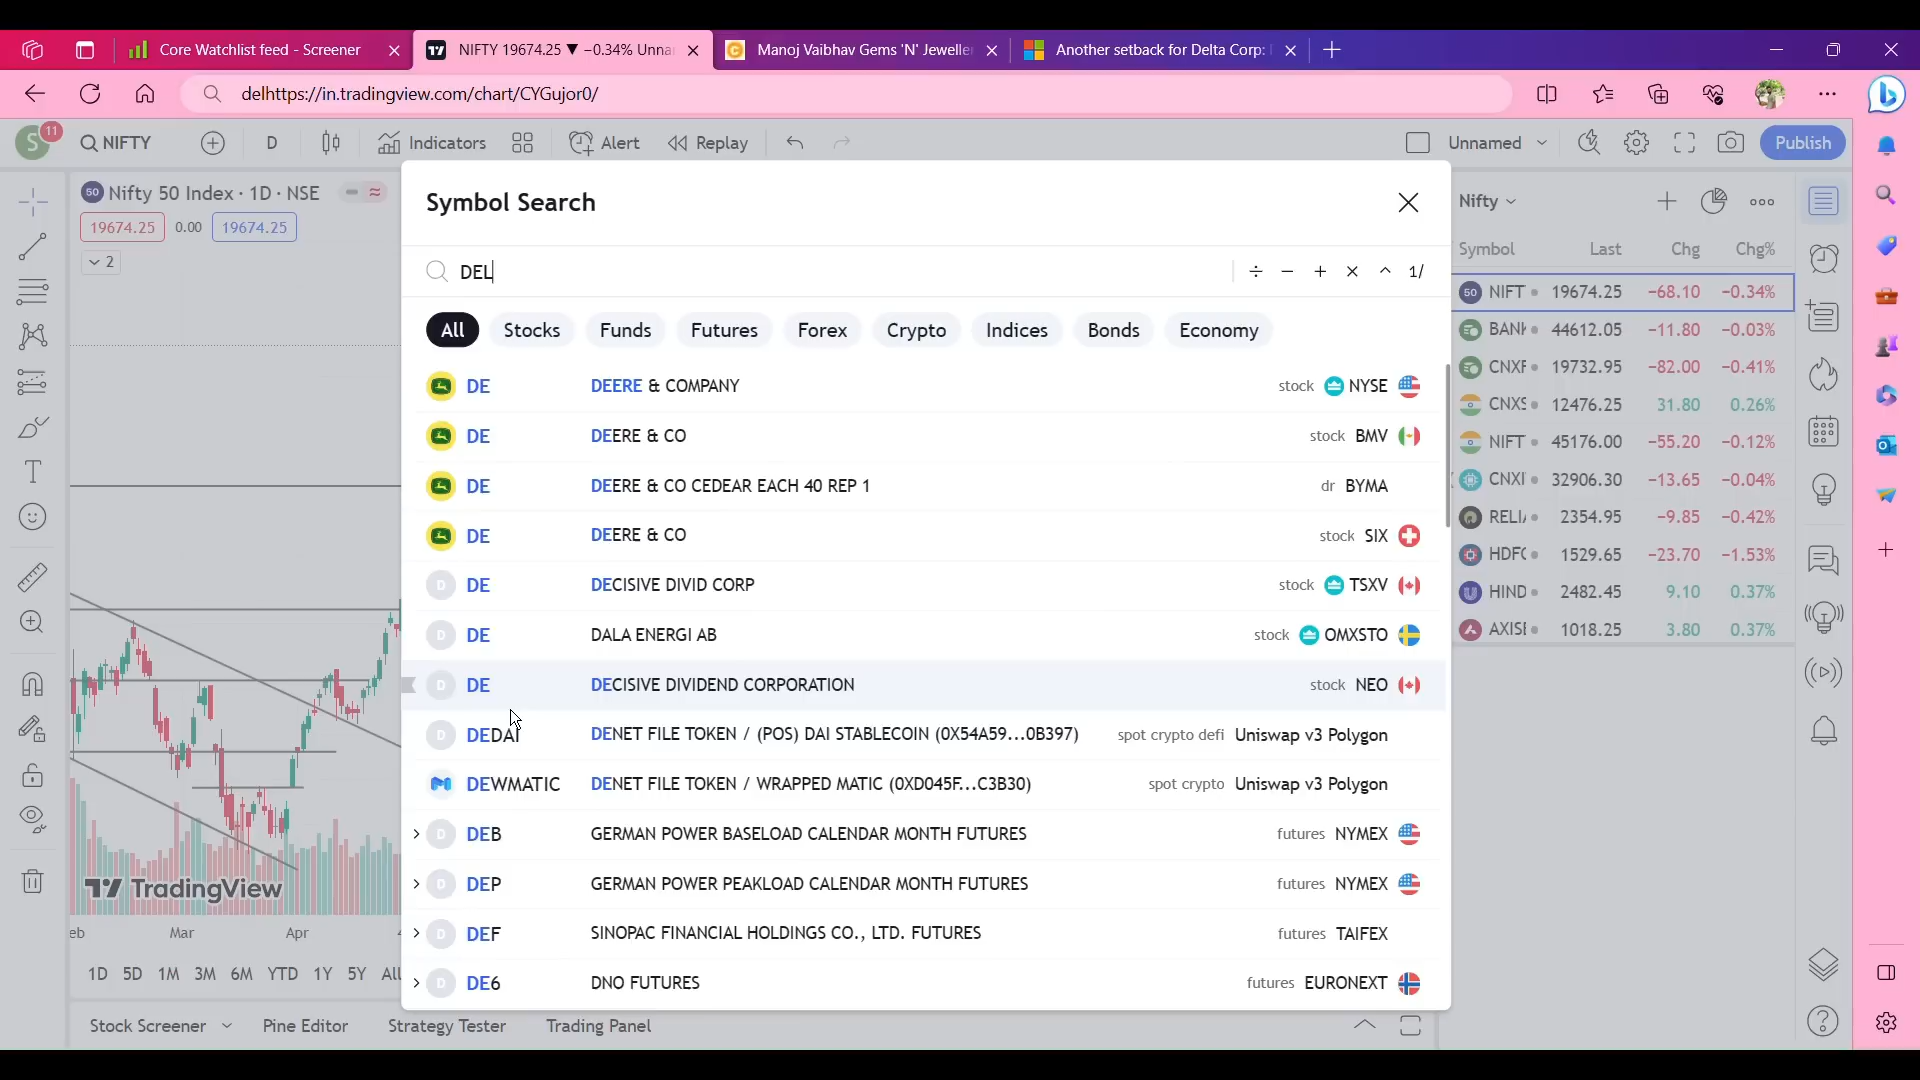 Core Watchlist feed - Screener
NIFTY 19674.25 ▼ −0.34% Unna
Manoj Vaibhav Gems 'N' Jeweller
Another setback for Delta Corp:
delhttps://in.tradingview.com/chart/CYGujor0/
S 11 NIFTY D Indicators Alert Replay Unnamed Publish
50 Nifty 50 Index · 1D · NSE
19674.25 0.00 19674.25
2
Symbol Search
DEL ÷ − + × ^ 1/
All Stocks Funds Futures Forex Crypto Indices Bonds Economy
DE DEERE & COMPANY stock NYSE
DE DEERE & CO stock BMV
DE DEERE & CO CEDEAR EACH 40 REP 1 dr BYMA
DE DEERE & CO stock SIX
D DE DECISIVE DIVID CORP stock TSXV
D DE DALA ENERGI AB stock OMXSTO
D DE DECISIVE DIVIDEND CORPORATION stock NEO
D DEDAI DENET FILE TOKEN / (POS) DAI STABLECOIN (0X54A59...0B397) spot crypto defi Uniswap v3 Polygon
DEWMATIC DENET FILE TOKEN / WRAPPED MATIC (0XD045F...C3B30) spot crypto Uniswap v3 Polygon
D DEB GERMAN POWER BASELOAD CALENDAR MONTH FUTURES futures NYMEX
D DEP GERMAN POWER PEAKLOAD CALENDAR MONTH FUTURES futures NYMEX
D DEF SINOPAC FINANCIAL HOLDINGS CO., LTD. FUTURES futures TAIFEX
D DE6 DNO FUTURES futures EURONEXT
Nifty
Symbol Last Chg Chg%
50 NIFT 19674.25 −68.10 −0.34%
BANK 44612.05 −11.80 −0.03%
CNXF 19732.95 −82.00 −0.41%
CNXS 12476.25 31.80 0.26%
NIFT 45176.00 −55.20 −0.12%
CNXI 32906.30 −13.65 −0.04%
RELI 2354.95 −9.85 −0.42%
HDFC 1529.65 −23.70 −1.53%
HIND 2482.45 9.10 0.37%
AXISI 1018.25 3.80 0.37%
TradingView
eb Mar Apr
1D 5D 1M 3M 6M YTD 1Y 5Y All
Stock Screener Pine Editor Strategy Tester Trading Panel